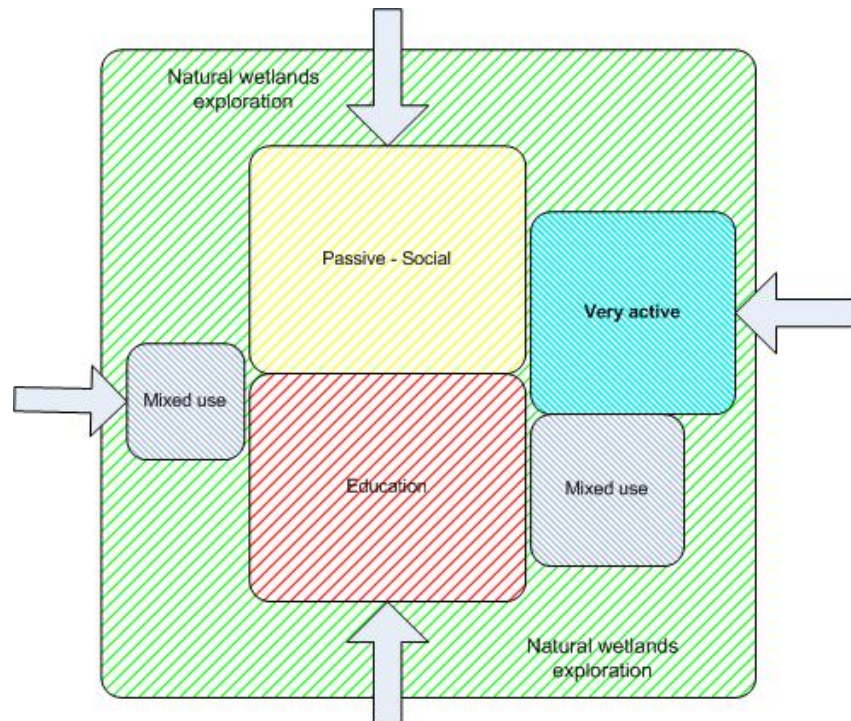 Natural wetlands
exploration
Passive - Social
Very active
Mixed use
Education
Mixed use
Natural wetlands
exploration